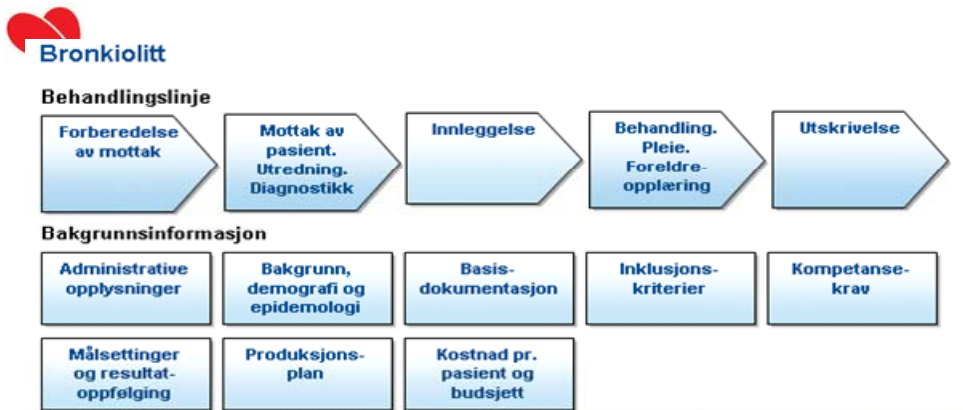 Bronkiolitt
Behandlingslinje
Forberedelse
av mottak
Mottak av
pasient.
Utredning.
Diagnostikk
Innleggelse
Behandling.
Pleie.
Foreldre-
opplæring
Utskrivelse
Bakgrunnsinformasjon
Administrative
opplysninger
Bakgrunn,
demografi og
epidemologi
Basis-
dokumentasjon
Inklusjons-
kriterier
Kompetanse-
krav
Målsettinger
og resultat-
oppfølging
Produksjons-
plan
Kostnad pr.
pasient og
budsjett